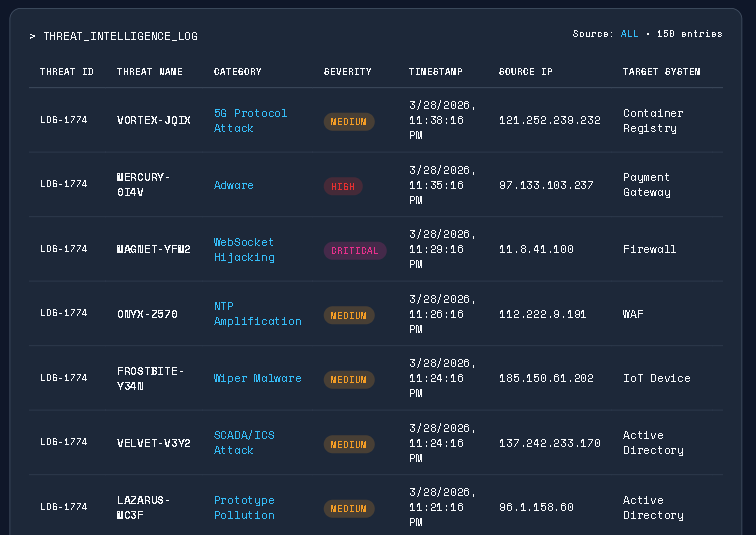 > THREAT_INTELLIGENCE_LOG
Source: ALL • 150 entries
THREAT ID THREAT NAME CATEGORY SEVERITY TIMESTAMP SOURCE IP TARGET SYSTEM
LOG-1774 VORTEX-JQIX 5G Protocol Attack MEDIUM 3/28/2026, 11:38:16 PM 121.252.239.232 Container Registry
LOG-1774 MERCURY-0I4V Adware HIGH 3/28/2026, 11:35:16 PM 97.133.103.237 Payment Gateway
LOG-1774 MAGNET-YFM2 WebSocket Hijacking CRITICAL 3/28/2026, 11:29:16 PM 11.8.41.100 Firewall
LOG-1774 ONYX-Z570 NTP Amplification MEDIUM 3/28/2026, 11:26:16 PM 112.222.9.191 WAF
LOG-1774 FROSTBITE-Y34N Wiper Malware MEDIUM 3/28/2026, 11:24:16 PM 185.150.61.202 IoT Device
LOG-1774 VELVET-V3Y2 SCADA/ICS Attack MEDIUM 3/28/2026, 11:24:16 PM 137.242.233.170 Active Directory
LOG-1774 LAZARUS-WC3F Prototype Pollution MEDIUM 3/28/2026, 11:21:16 PM 96.1.158.60 Active Directory